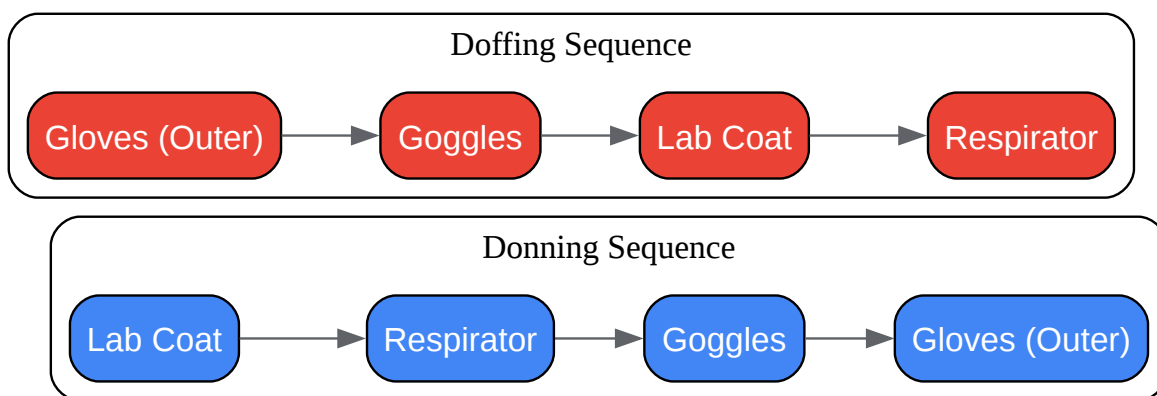 Doffing Sequence
Gloves (Outer)
Goggles
Lab Coat
Respirator
Donning Sequence
Lab Coat
Respirator
Goggles
Gloves (Outer)